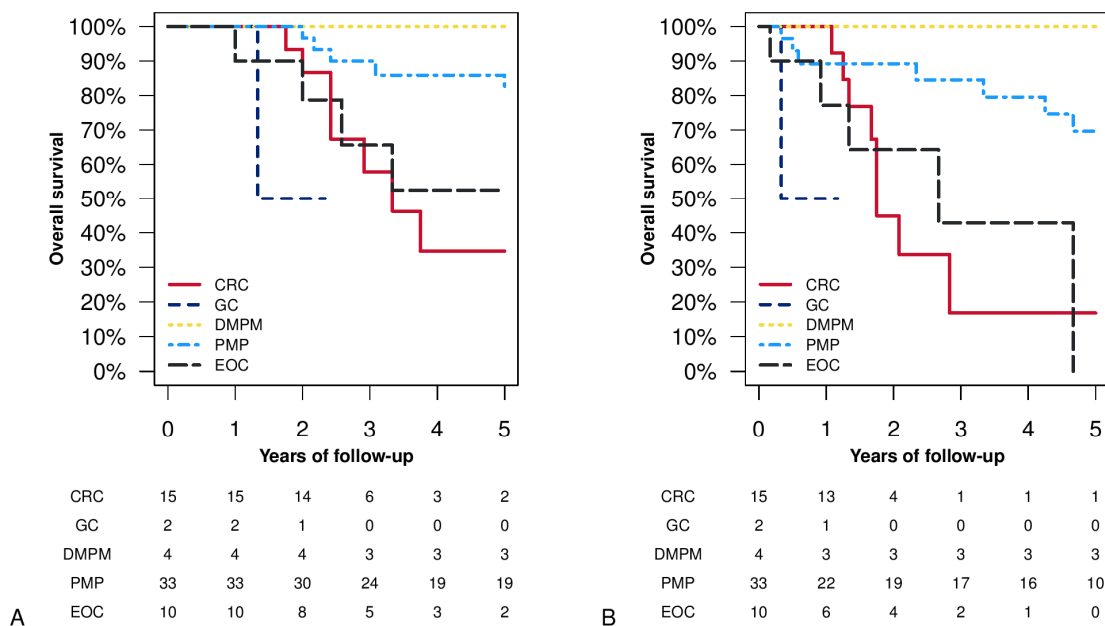 100%
90%
80%
70%
60%
50%
40%
30%
20%
10%
0%
Overall survival
CRC
GC
DMPM
PMP
EOC
0 1 2 3 4 5
Years of follow-up
CRC 15 15 14 6 3 2
GC 2 2 1 0 0 0
DMPM 4 4 4 3 3 3
PMP 33 33 30 24 19 19
EOC 10 10 8 5 3 2
A
100%
90%
80%
70%
60%
50%
40%
30%
20%
10%
0%
Overall survival
CRC
GC
DMPM
PMP
EOC
0 1 2 3 4 5
Years of follow-up
CRC 15 13 4 1 1 1
GC 2 1 0 0 0 0
DMPM 4 3 3 3 3 3
PMP 33 22 19 17 16 10
EOC 10 6 4 2 1 0
B